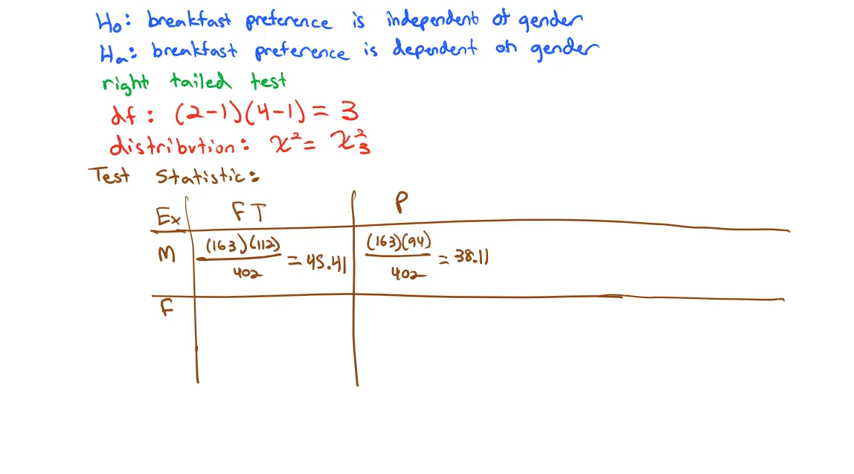 Ho: breakfast preference is independent of gender
Ha: breakfast preference is dependent on gender
right tailed test
df: (2-1)(4-1) = 3
distribution: χ² = χ²₃
Test Statistic:
Ex FT P
M (163)(112)/402 = 45.41 (163)(94)/402 = 38.11
F